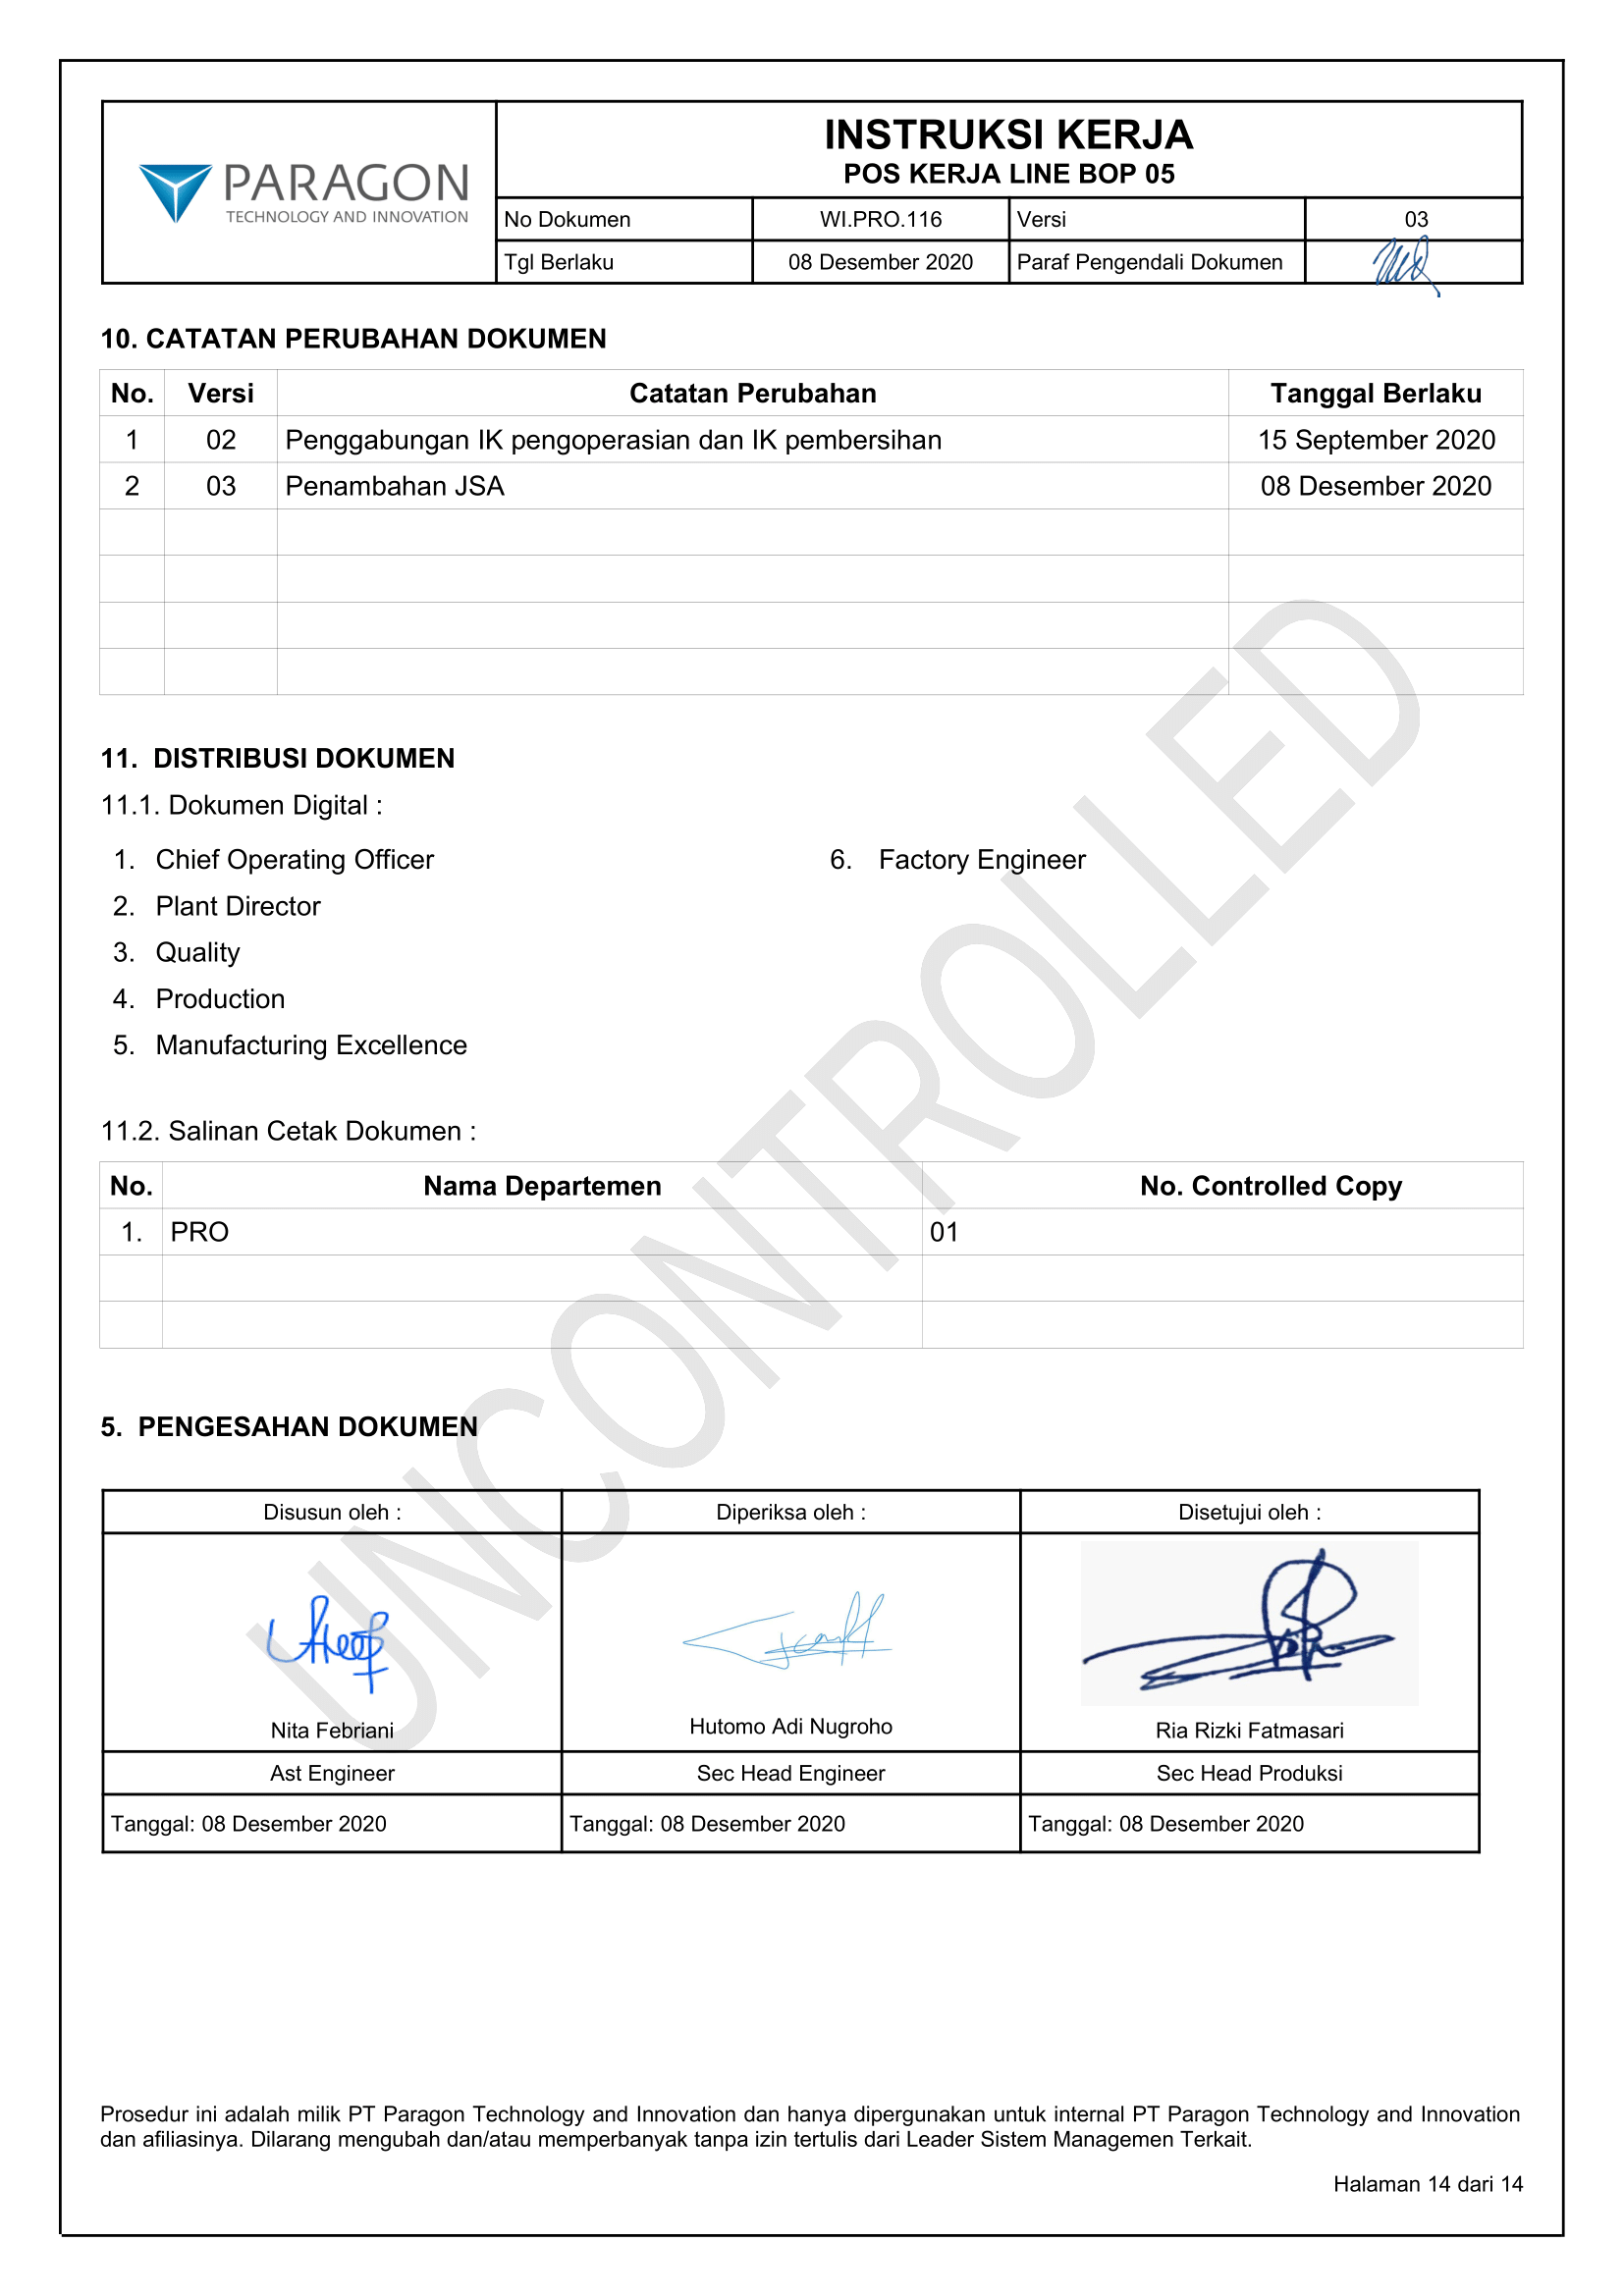 PARAGON
TECHNOLOGY AND INNOVATION
INSTRUKSI KERJA
POS KERJA LINE BOP 05
No Dokumen WI.PRO.116 Versi 03
Tgl Berlaku 08 Desember 2020 Paraf Pengendali Dokumen
10. CATATAN PERUBAHAN DOKUMEN
No. Versi Catatan Perubahan Tanggal Berlaku
1 02 Penggabungan IK pengoperasian dan IK pembersihan 15 September 2020
2 03 Penambahan JSA 08 Desember 2020
11. DISTRIBUSI DOKUMEN
11.1. Dokumen Digital :
1. Chief Operating Officer
2. Plant Director
3. Quality
4. Production
5. Manufacturing Excellence
6. Factory Engineer
11.2. Salinan Cetak Dokumen :
No. Nama Departemen No. Controlled Copy
1. PRO 01
5. PENGESAHAN DOKUMEN
Disusun oleh : Diperiksa oleh : Disetujui oleh :
Nita Febriani Hutomo Adi Nugroho Ria Rizki Fatmasari
Ast Engineer Sec Head Engineer Sec Head Produksi
Tanggal: 08 Desember 2020 Tanggal: 08 Desember 2020 Tanggal: 08 Desember 2020
UNCONTROLLED
Prosedur ini adalah milik PT Paragon Technology and Innovation dan hanya dipergunakan untuk internal PT Paragon Technology and Innovation
dan afiliasinya. Dilarang mengubah dan/atau memperbanyak tanpa izin tertulis dari Leader Sistem Managemen Terkait.
Halaman 14 dari 14